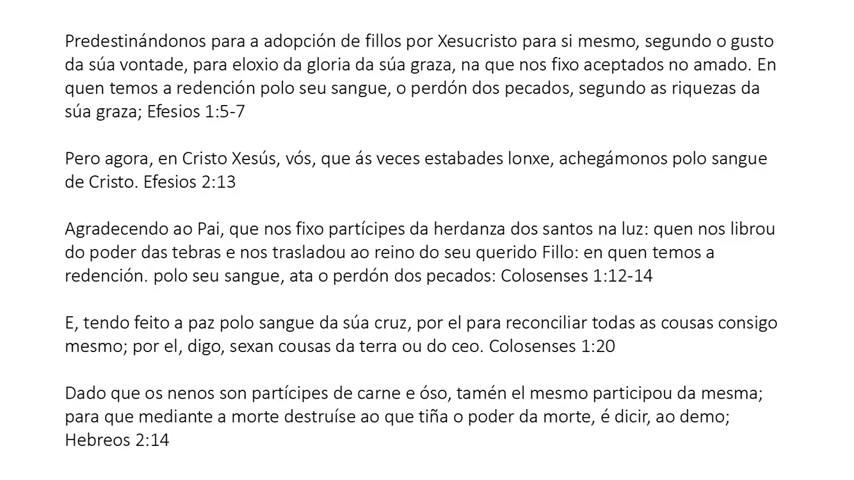 Predestinándonos para a adopción de fillos por Xesucristo para si mesmo, segundo o gusto
da súa vontade, para eloxio da gloria da súa graza, na que nos fixo aceptados no amado. En
quen temos a redención polo seu sangue, o perdón dos pecados, segundo as riquezas da
súa graza; Efesios 1:5-7
Pero agora, en Cristo Xesús, vós, que ás veces estabades lonxe, achegámonos polo sangue
de Cristo. Efesios 2:13
Agradecendo ao Pai, que nos fixo partícipes da herdanza dos santos na luz: quen nos librou
do poder das tebras e nos trasladou ao reino do seu querido Fillo: en quen temos a
redención. polo seu sangue, ata o perdón dos pecados: Colosenses 1:12-14
E, tendo feito a paz polo sangue da súa cruz, por el para reconciliar todas as cousas consigo
mesmo; por el, digo, sexan cousas da terra ou do ceo. Colosenses 1:20
Dado que os nenos son partícipes de carne e óso, tamén el mesmo participou da mesma;
para que mediante a morte destruíse ao que tiña o poder da morte, é dicir, ao demo;
Hebreos 2:14